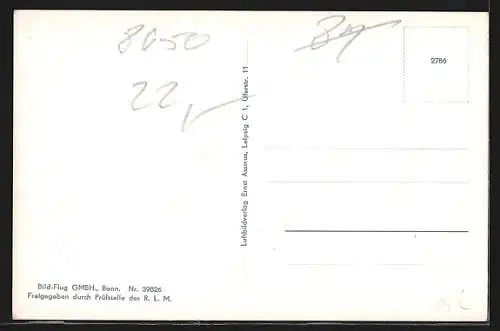 8050
22,-
2786
Luftbildverlag Ernst Assmus, Leipzig C 1, Uferstr. 11
Bild-Flug GMBH., Bonn. Nr. 39826
Freigegeben durch Prüfstelle des R. L. M.